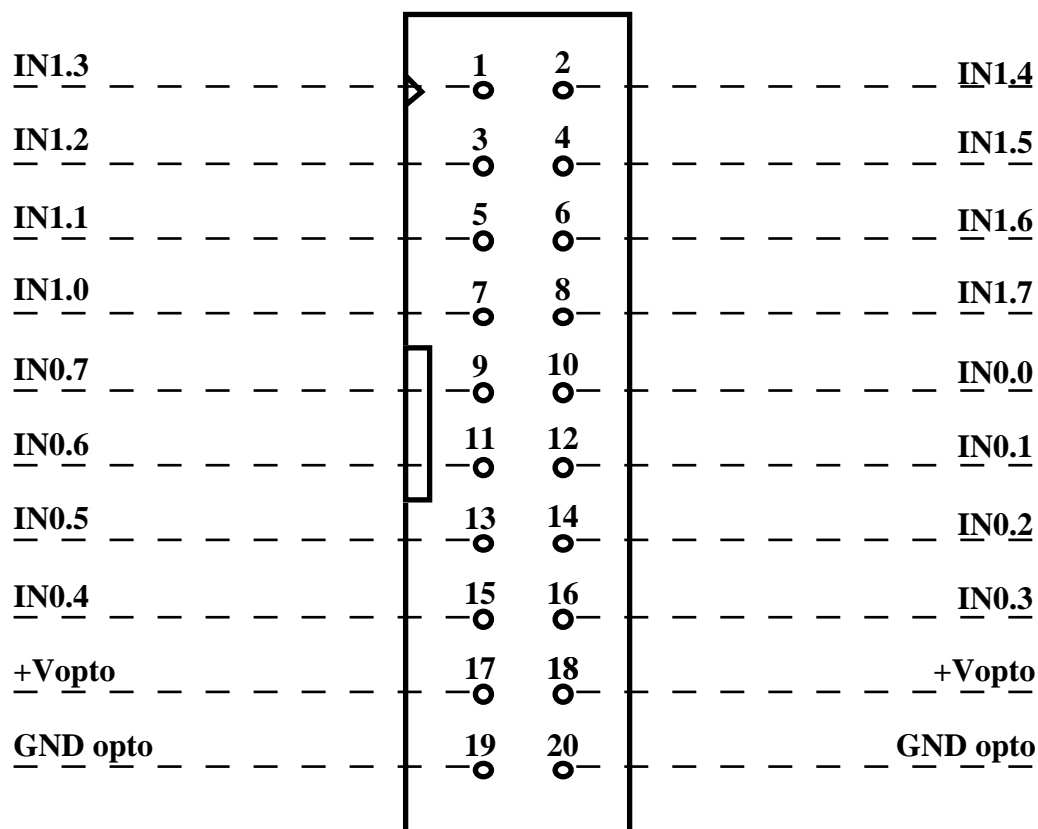 IN1.3 1 2 IN1.4
IN1.2 3 4 IN1.5
IN1.1 5 6 IN1.6
IN1.0 7 8 IN1.7
IN0.7 9 10 IN0.0
IN0.6 11 12 IN0.1
IN0.5 13 14 IN0.2
IN0.4 15 16 IN0.3
+Vopto 17 18 +Vopto
GND opto 19 20 GND opto